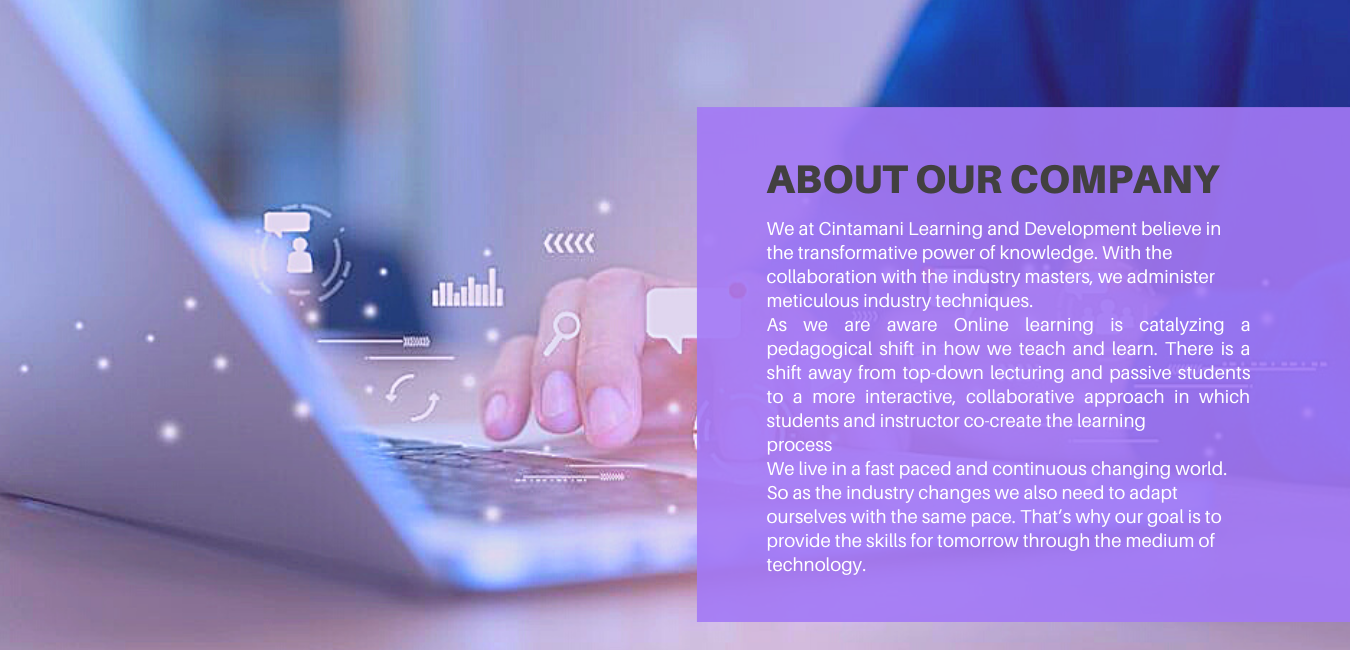 ABOUT OUR COMPANY
We at Cintamani Learning and Development believe in
the transformative power of knowledge. With the
collaboration with the industry masters, we administer
meticulous industry techniques.
As we are aware Online learning is catalyzing a
pedagogical shift in how we teach and learn. There is a
shift away from top-down lecturing and passive students
to a more interactive, collaborative approach in which
students and instructor co-create the learning
process
We live in a fast paced and continuous changing world.
So as the industry changes we also need to adapt
ourselves with the same pace. That’s why our goal is to
provide the skills for tomorrow through the medium of
technology.